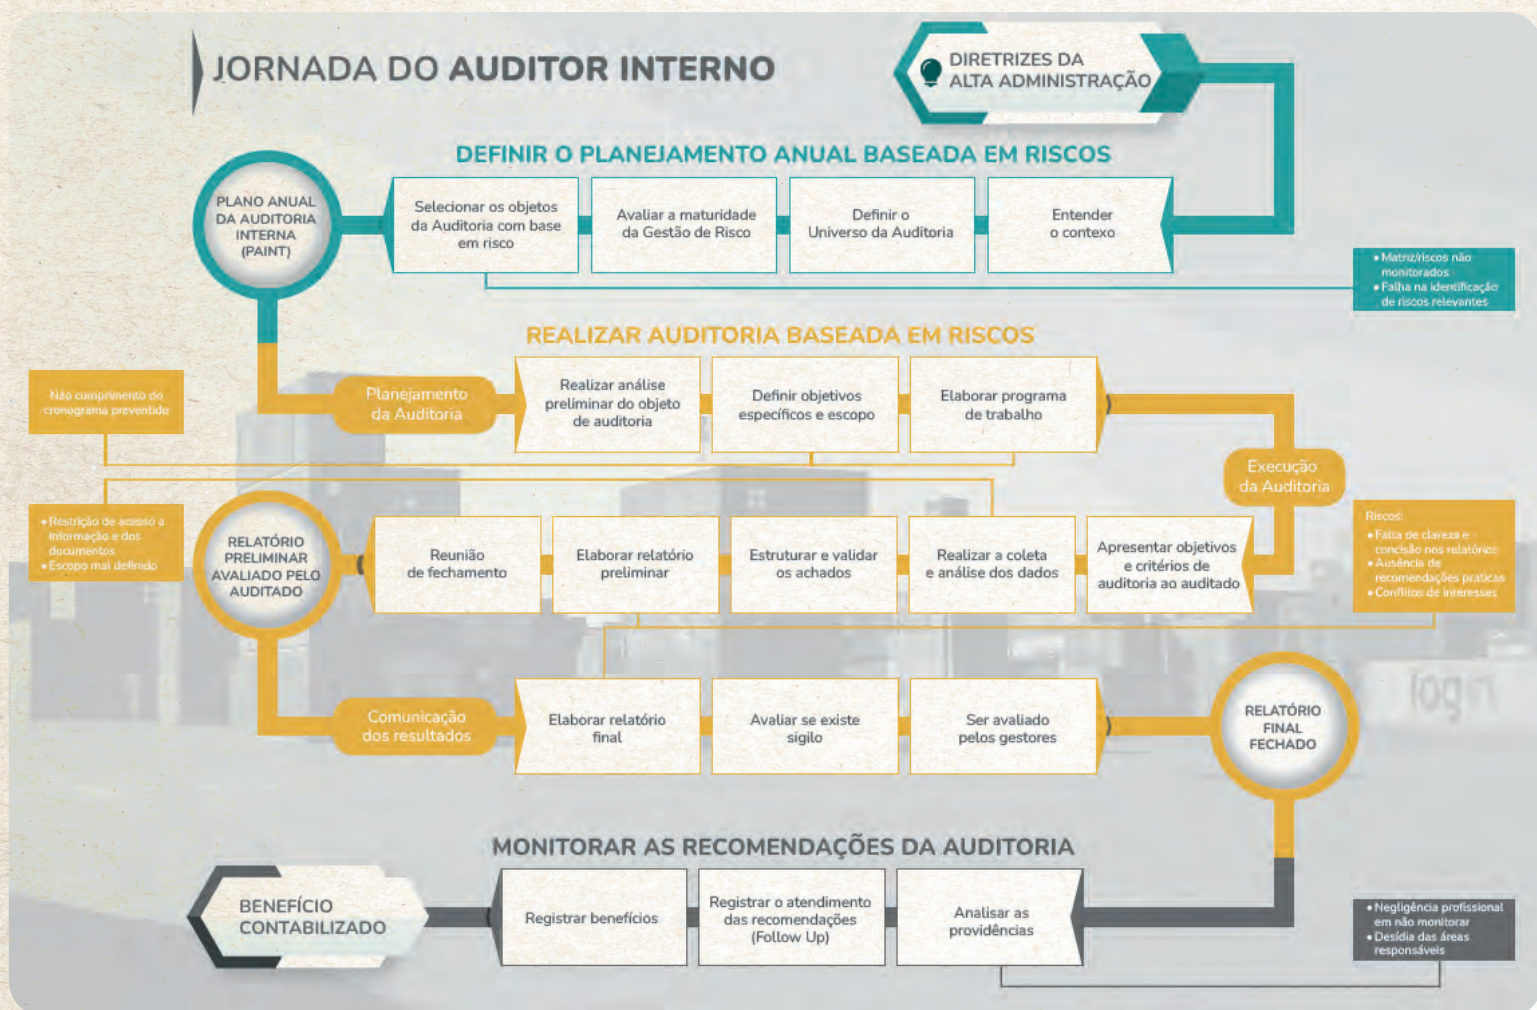 JORNADA DO AUDITOR INTERNO
DIRETRIZES DA
ALTA ADMINISTRAÇÃO
DEFINIR O PLANEJAMENTO ANUAL BASEADA EM RISCOS
PLANO ANUAL
DA AUDITORIA
INTERNA
(PAINT)
Selecionar os objetos
da Auditoria com base
em risco
Avaliar a maturidade
da Gestão de Risco
Definir o
Universo da Auditoria
Entender
o contexo
• Matriz/riscos não
monitorados
• Falha na identificação
de riscos relevantes
REALIZAR AUDITORIA BASEADA EM RISCOS
Não cumprimento do
cronograma preventido
Planejamento
da Auditoria
Realizar análise
preliminar do objeto
de auditoria
Definir objetivos
específicos e escopo
Elaborar programa
de trabalho
Execução
da Auditoria
• Restrição de acesso a
informação e dos
documentos
• Escopo mal definido
RELATÓRIO
PRELIMINAR
AVALIADO PELO
AUDITADO
Reunião
de fechamento
Elaborar relatório
preliminar
Estruturar e validar
os achados
Realizar a coleta
e análise dos dados
Apresentar objetivos
e critérios de
auditoria ao auditado
Riscos:
• Falta de clareza e
concisão nos relatórios
• Ausência de
recomendações praticas
• Conflitos de interesses
Comunicação
dos resultados
Elaborar relatório
final
Avaliar se existe
sigilo
Ser avaliado
pelos gestores
RELATÓRIO
FINAL
FECHADO
MONITORAR AS RECOMENDAÇÕES DA AUDITORIA
BENEFÍCIO
CONTABILIZADO
Registrar benefícios
Registrar o atendimento
das recomendações
(Follow Up)
Analisar as
providências
• Negligência profissional
em não monitorar
• Desídia das áreas
responsáveis